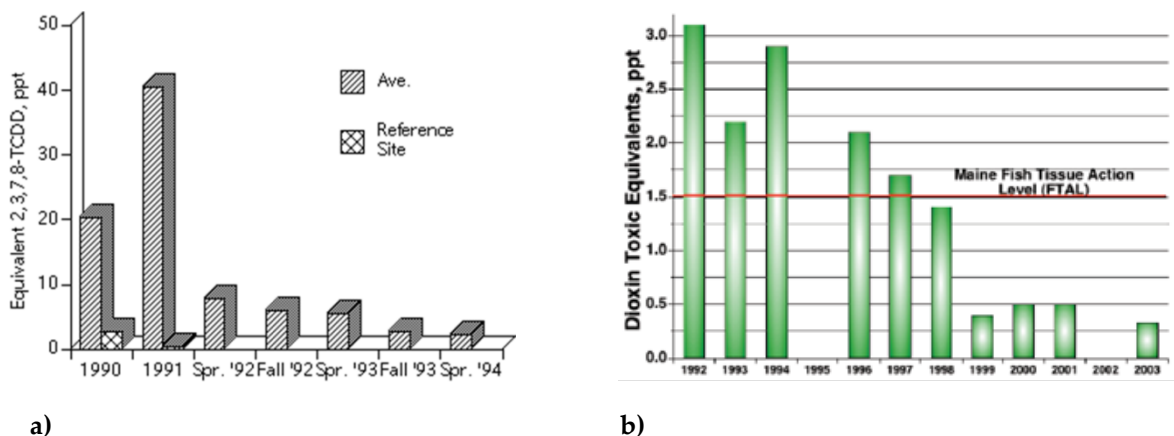 50
40
30
20
10
0
Equivalent 2,3,7,8-TCDD, ppt
Ave.
Reference
Site
1990 1991 Spr. '92 Fall '92 Spr. '93 Fall '93 Spr. '94
a)
3.0
2.5
2.0
1.5
1.0
0.5
0.0
Dioxin Toxic Equivalents, ppt
Maine Fish Tissue Action
Level (FTAL)
1992 1993 1994 1995 1996 1997 1998 1999 2000 2001 2002 2003
b)